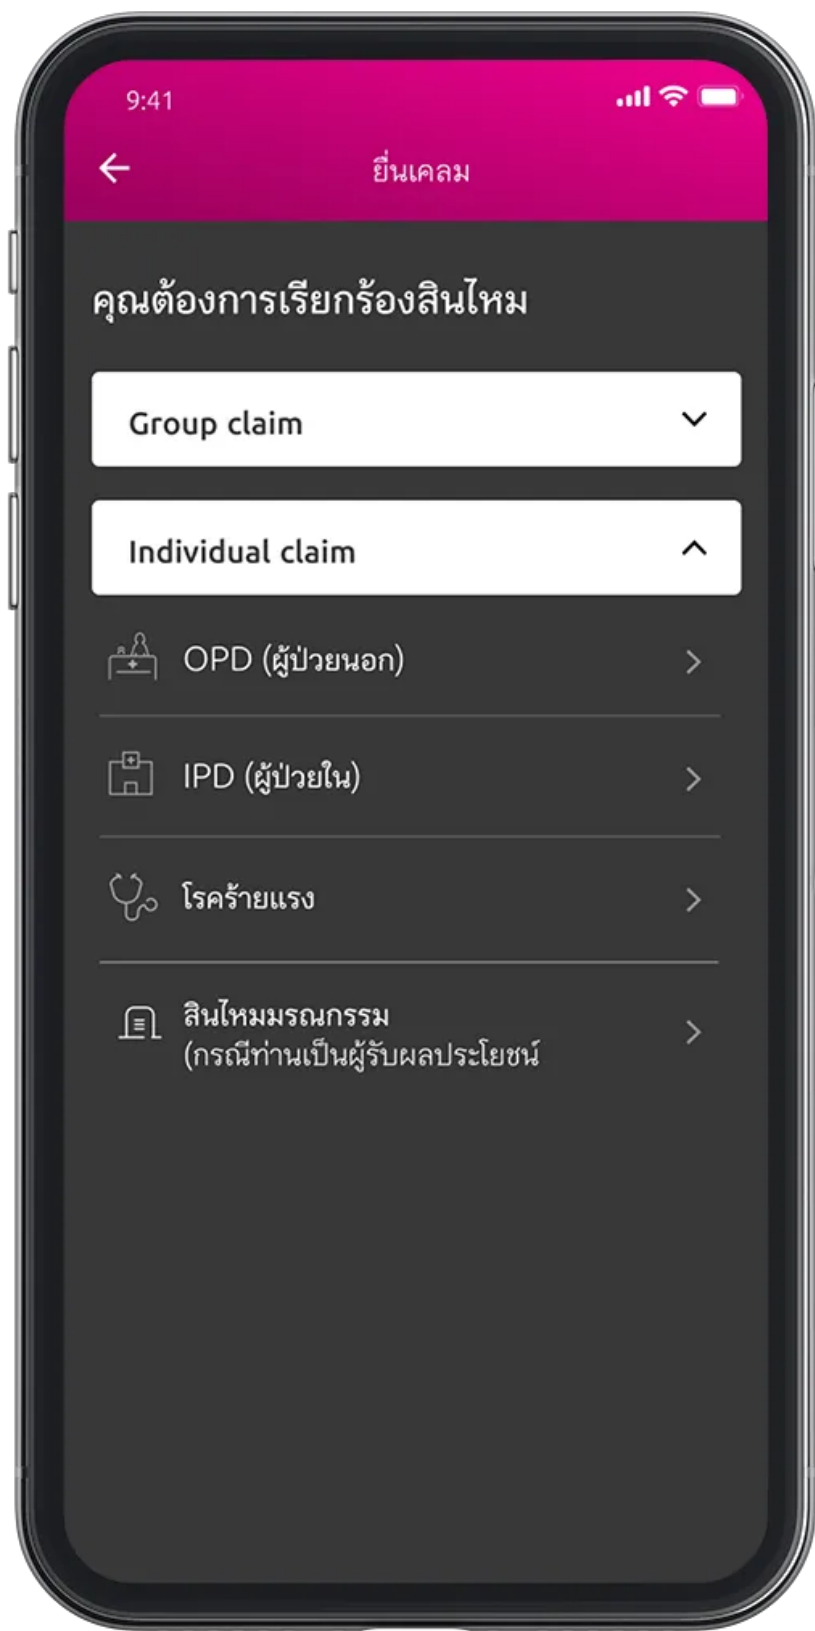 9:41
ยื่นเคลม
คุณต้องการเรียกร้องสินไหม
Group claim
Individual claim
OPD (ผู้ป่วยนอก)
IPD (ผู้ป่วยใน)
โรคร้ายแรง
สินไหมมรณกรรม
(กรณีท่านเป็นผู้รับผลประโยชน์